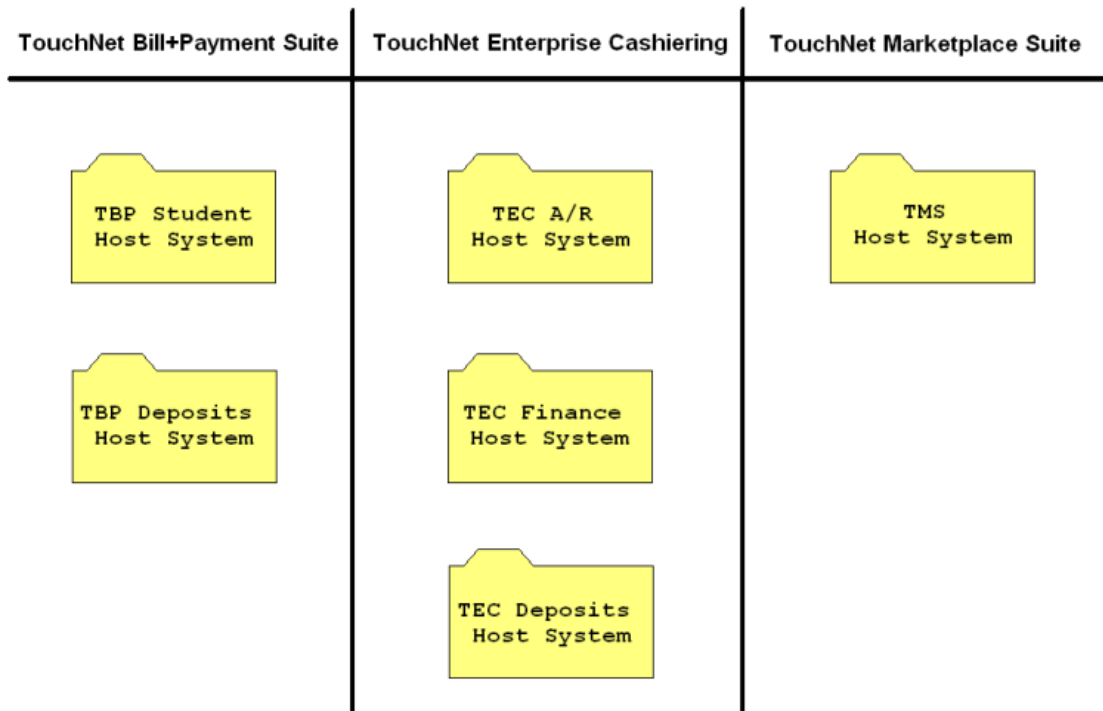 TouchNet Bill+Payment Suite
TouchNet Enterprise Cashiering
TouchNet Marketplace Suite
TBP Student
Host System
TEC A/R
Host System
TMS
Host System
TBP Deposits
Host System
TEC Finance
Host System
TEC Deposits
Host System